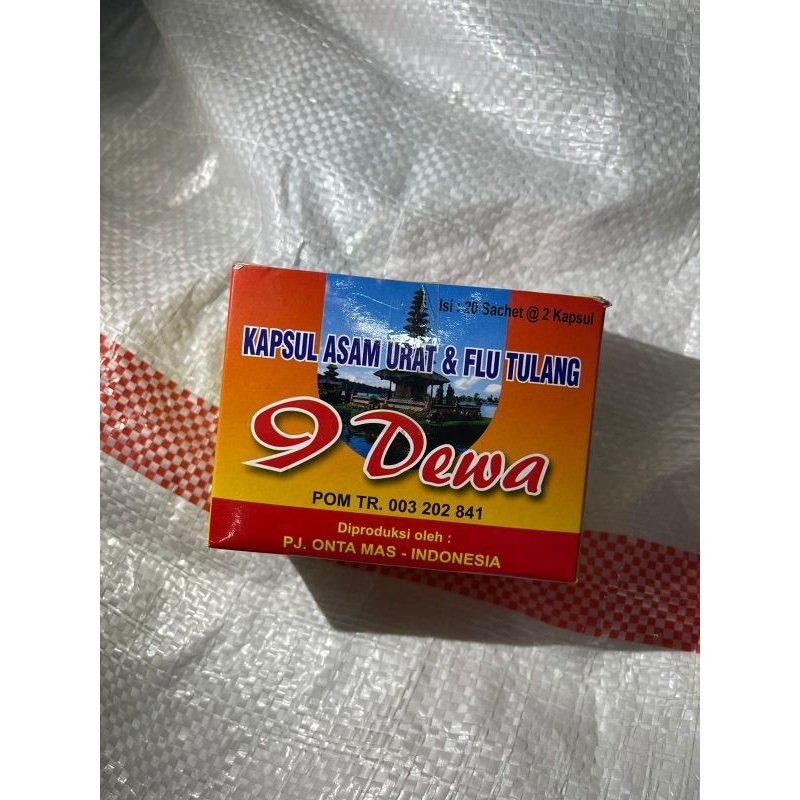 Isi : 20 Sachet @ 2 Kapsul
KAPSUL ASAM URAT & FLU TULANG
9 Dewa
POM TR. 003 202 841
Diproduksi oleh :
PJ. ONTA MAS - INDONESIA